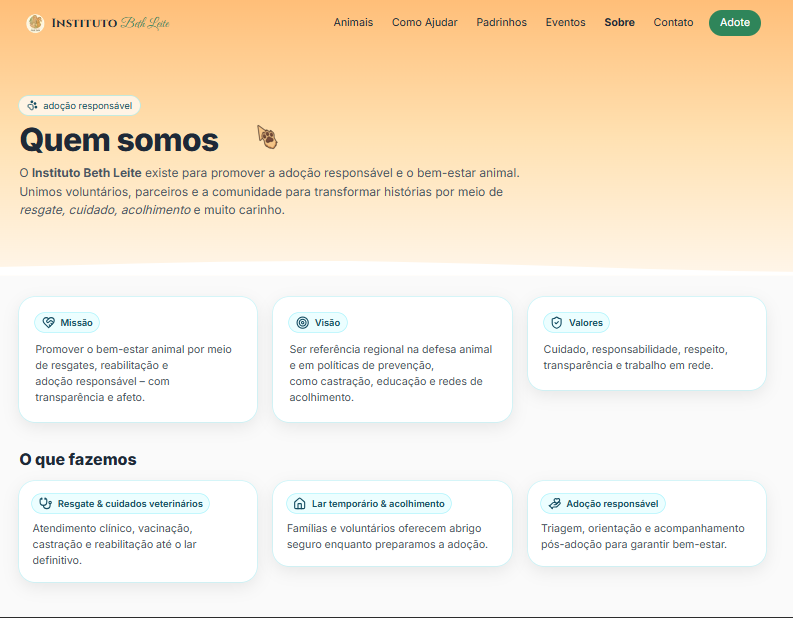 INSTITUTO Beth Leite
Animais Como Ajudar Padrinhos Eventos Sobre Contato Adote
adoção responsável
Quem somos
O Instituto Beth Leite existe para promover a adoção responsável e o bem-estar animal.
Unimos voluntários, parceiros e a comunidade para transformar histórias por meio de
resgate, cuidado, acolhimento e muito carinho.
Missão
Promover o bem-estar animal por meio
de resgates, reabilitação e
adoção responsável – com
transparência e afeto.
Visão
Ser referência regional na defesa animal
e em políticas de prevenção,
como castração, educação e redes de
acolhimento.
Valores
Cuidado, responsabilidade, respeito,
transparência e trabalho em rede.
O que fazemos
Resgate & cuidados veterinários
Atendimento clínico, vacinação,
castração e reabilitação até o lar
definitivo.
Lar temporário & acolhimento
Famílias e voluntários oferecem abrigo
seguro enquanto preparamos a adoção.
Adoção responsável
Triagem, orientação e acompanhamento
pós-adoção para garantir bem-estar.